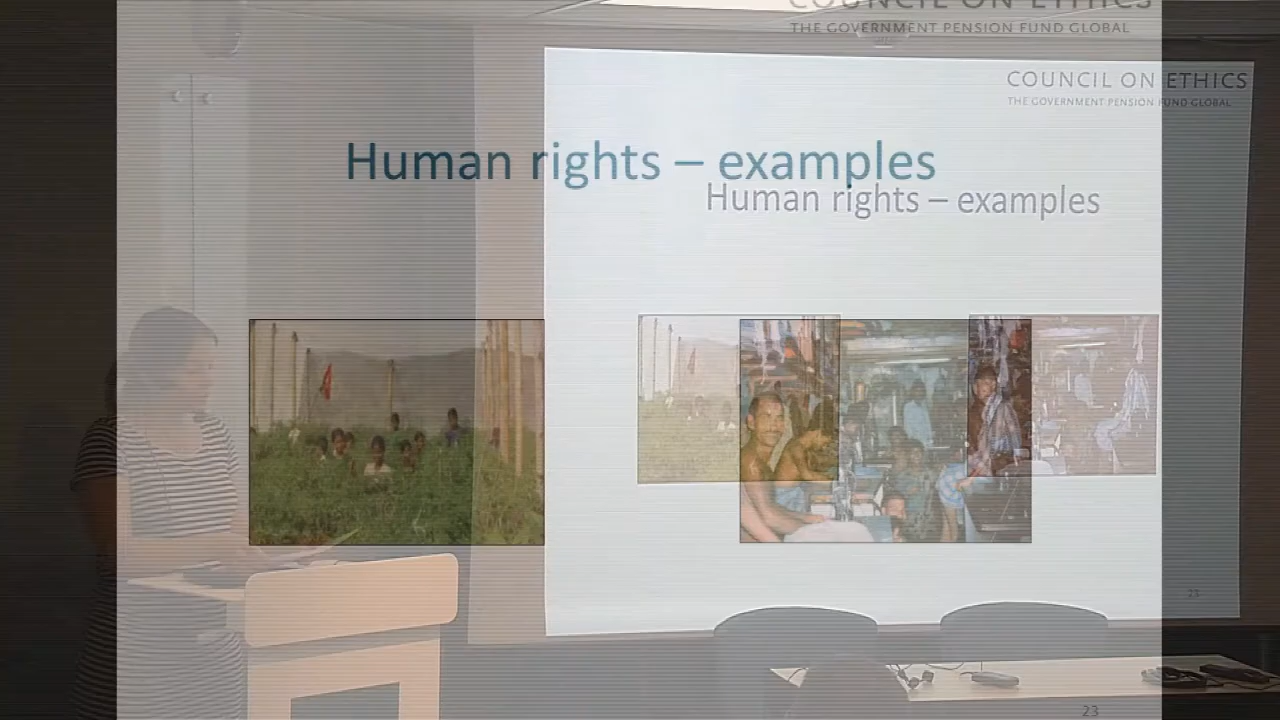 COUNCIL ON ETHICS
THE GOVERNMENT PENSION FUND GLOBAL
COUNCIL ON ETHICS
THE GOVERNMENT PENSION FUND GLOBAL
Human rights – examples
Human rights – examples
23
23